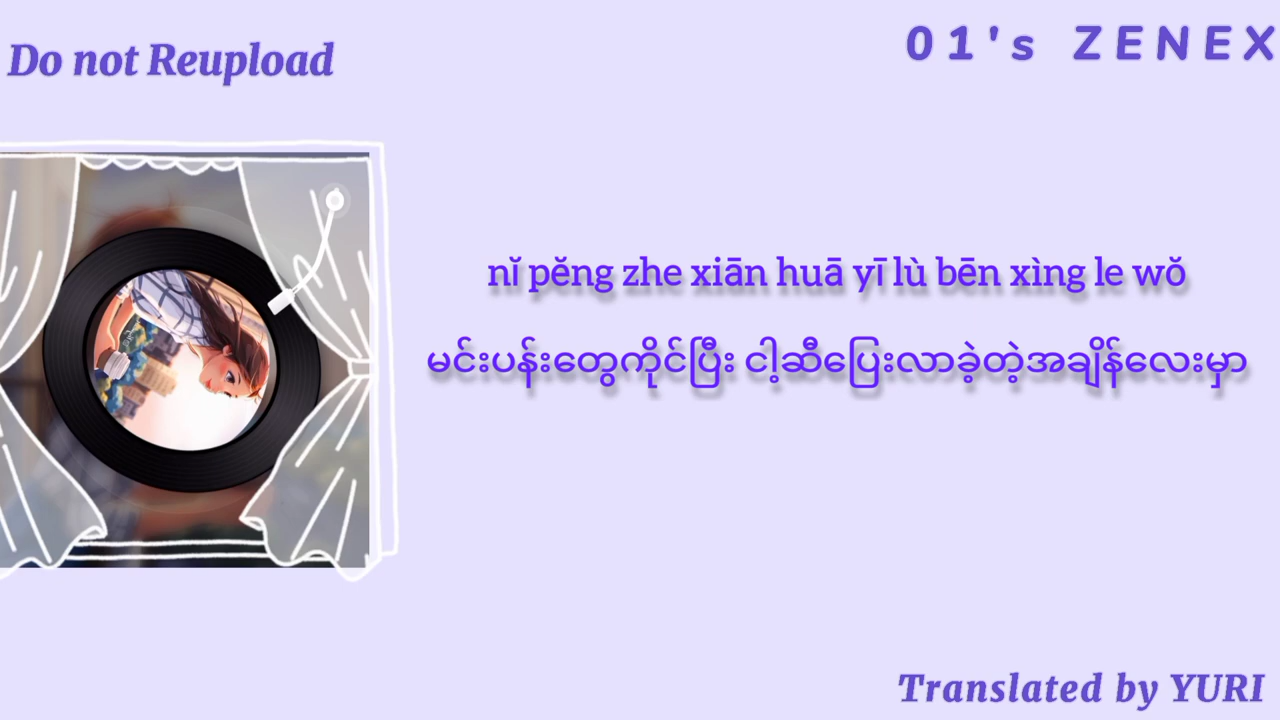 Do not Reupload
01's ZENEX
nǐ pěng zhe xiān huā yī lù bēn xìng le wǒ
မင်းပန်းတွေကိုင်ပြီး ငါ့ဆီပြေးလာခဲ့တဲ့အချိန်လေးမှာ
Translated by YURI